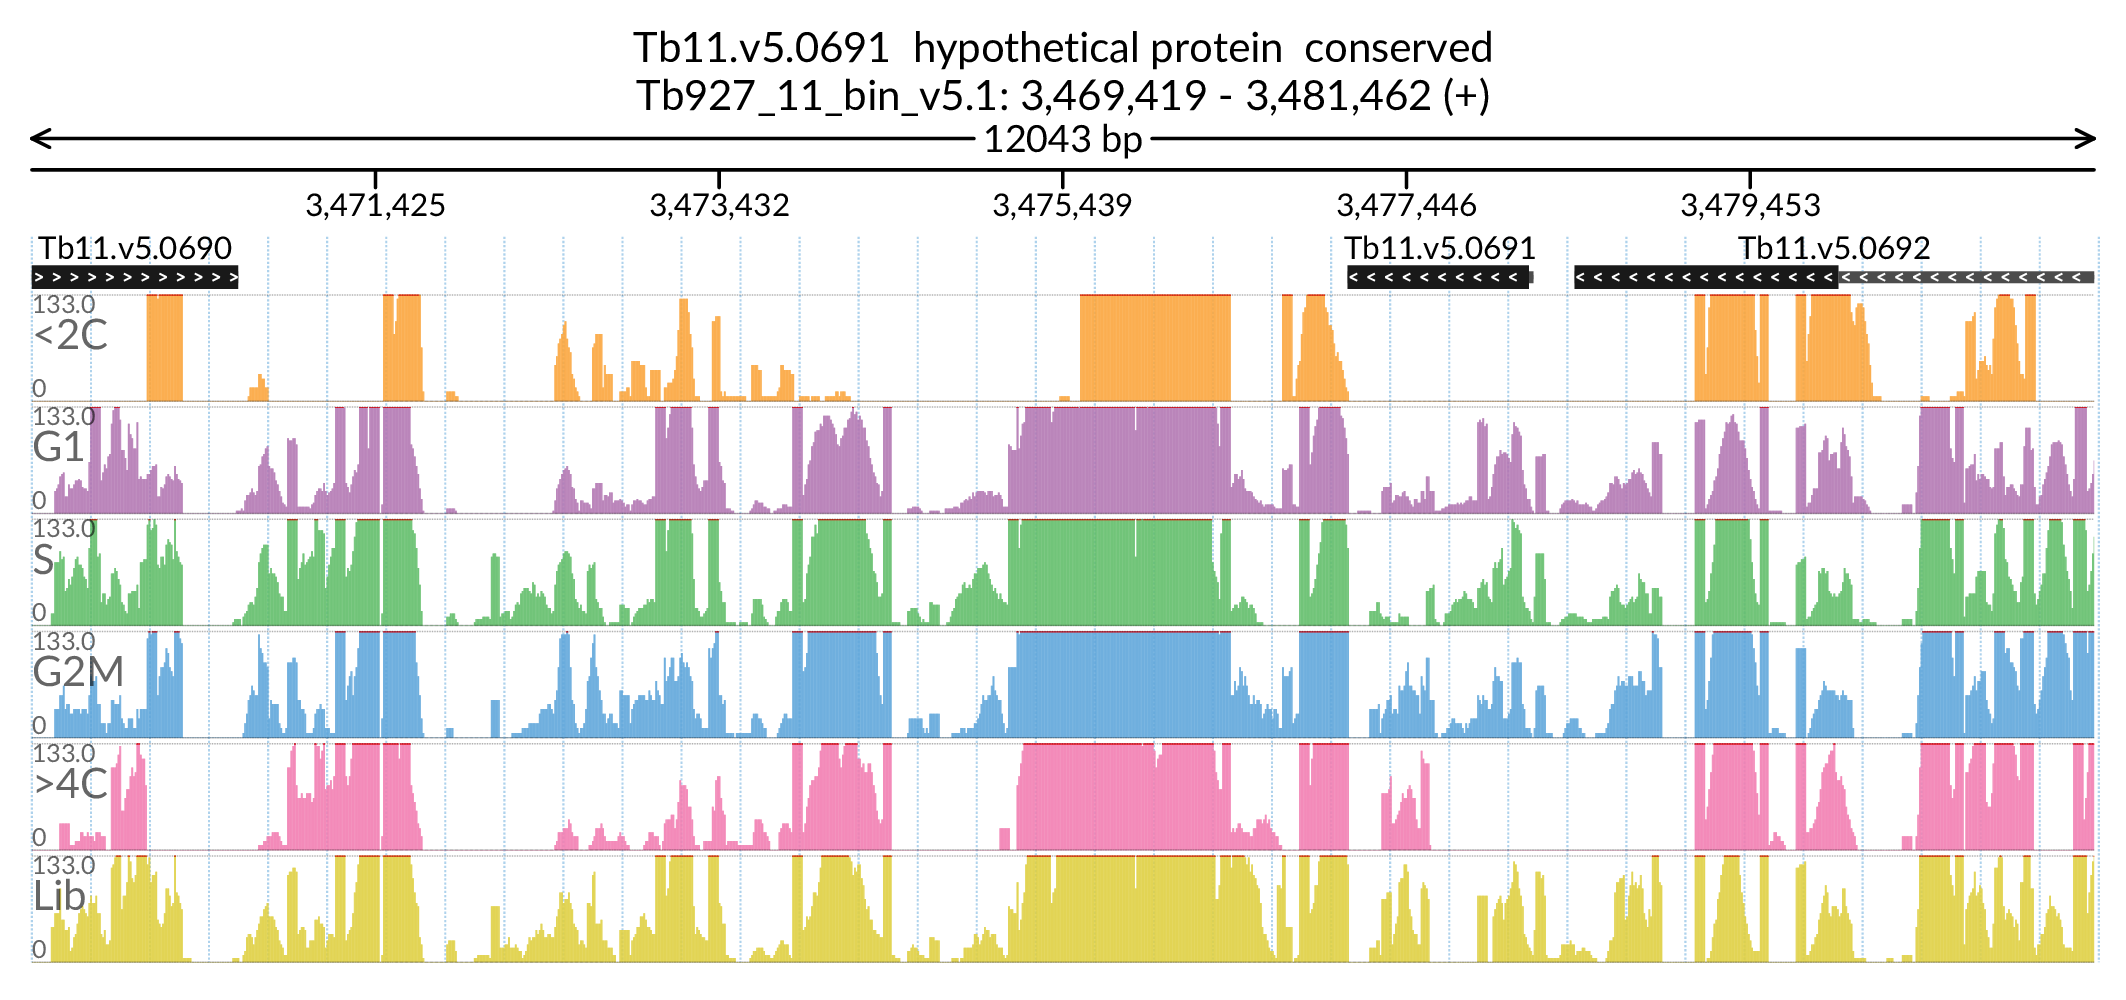 Tb11.v5.0691 hypothetical protein conserved
Tb927_11_bin_v5.1: 3,469,419 - 3,481,462 (+)
12043 bp
3,471,425 3,473,432 3,475,439 3,477,446 3,479,453
Tb11.v5.0690 Tb11.v5.0691 Tb11.v5.0692
133.0
<2C
0
133.0
G1
0
133.0
S
0
133.0
G2M
0
133.0
>4C
0
133.0
Lib
0